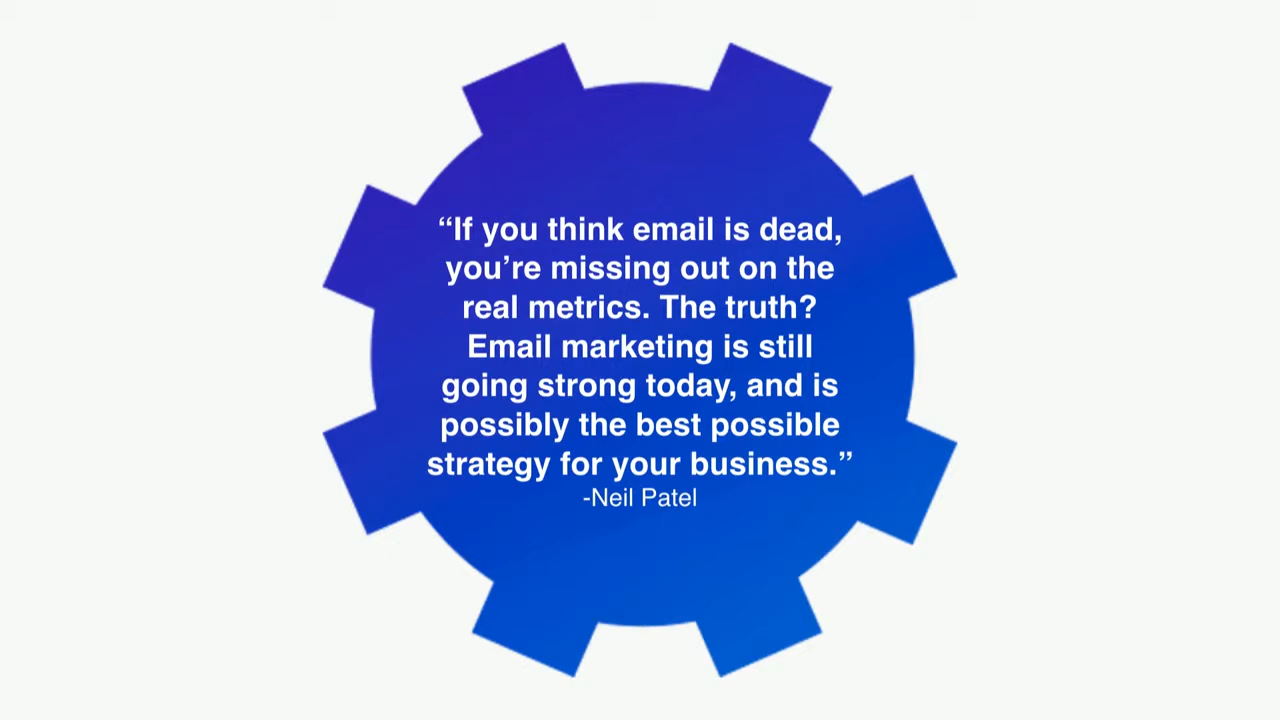 “If you think email is dead,
you’re missing out on the
real metrics. The truth?
Email marketing is still
going strong today, and is
possibly the best possible
strategy for your business.”
-Neil Patel